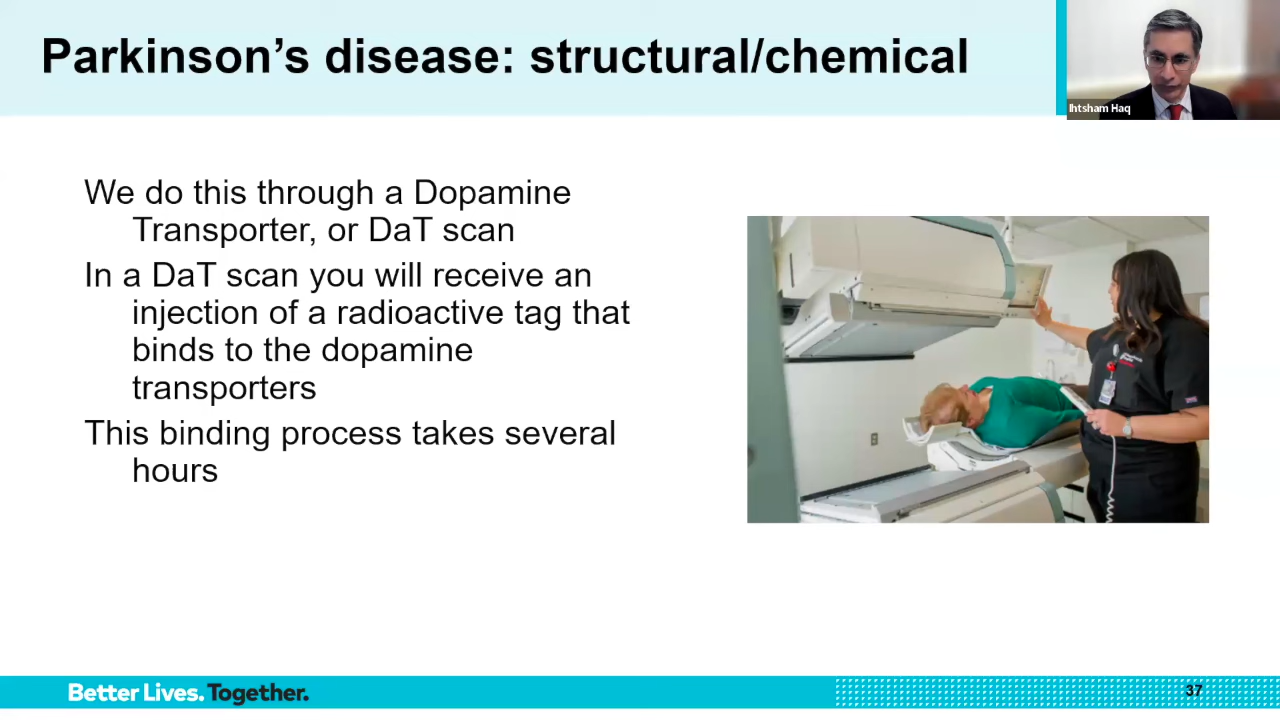 Parkinson’s disease: structural/chemical
Ihtsham Haq
We do this through a Dopamine
Transporter, or DaT scan
In a DaT scan you will receive an
injection of a radioactive tag that
binds to the dopamine
transporters
This binding process takes several
hours
Better Lives. Together.
37